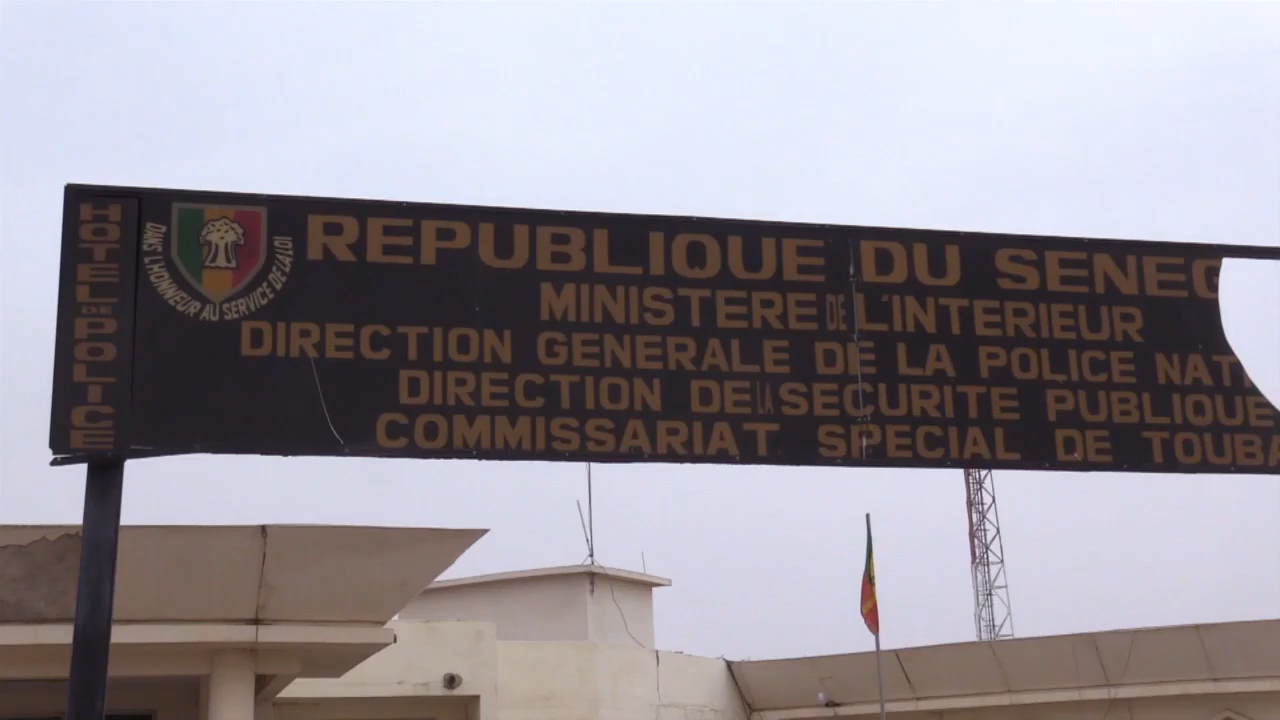 HOTEL DE POLICE
DANS L'HONNEUR AU SERVICE DE LA LOI
REPUBLIQUE DU SENEG
MINISTERE DE L'INTERIEUR
DIRECTION GENERALE DE LA POLICE NAT
DIRECTION DE LA SECURITE PUBLIQUE
COMMISSARIAT SPECIAL DE TOUBA